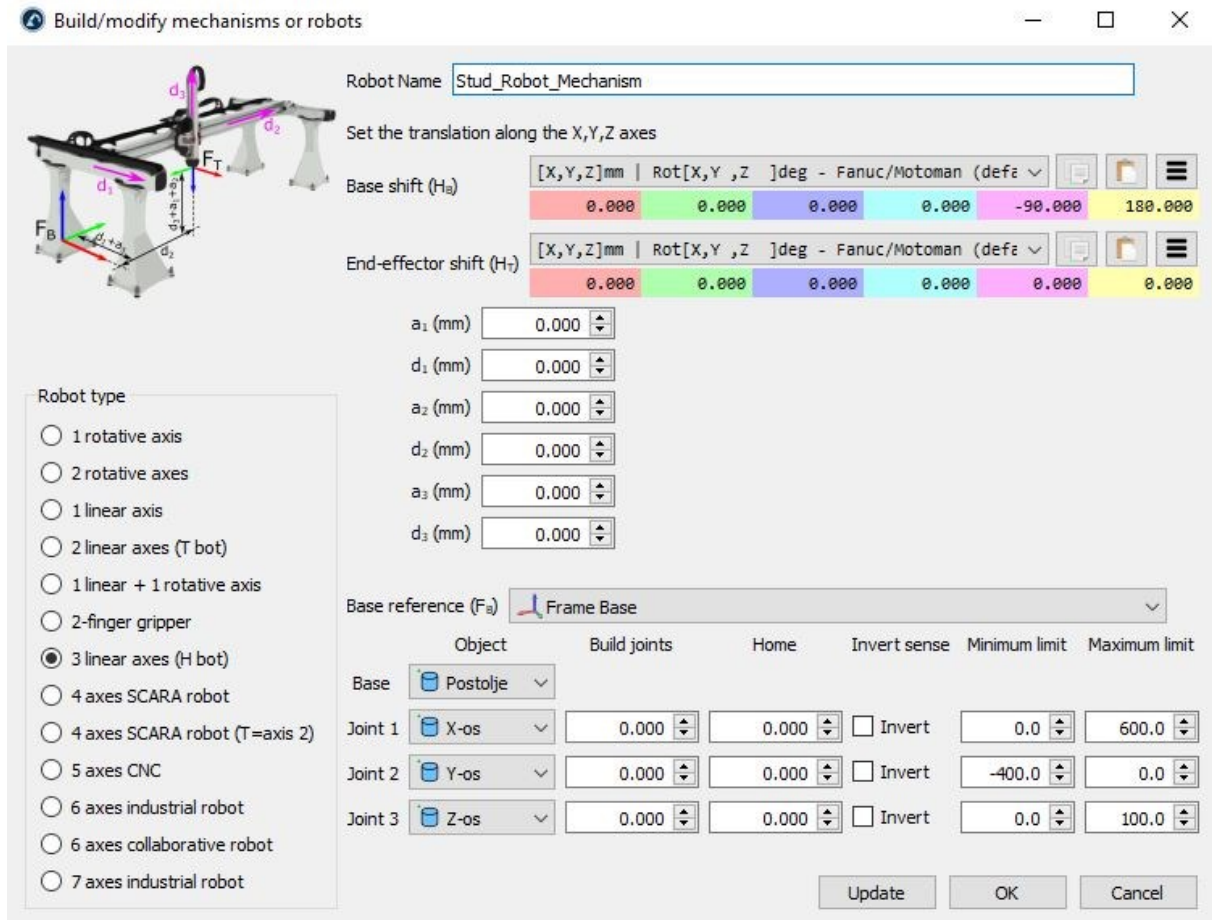 Build/modify mechanisms or robots
Robot Name Stud_Robot_Mechanism
Set the translation along the X,Y,Z axes
Base shift (H_B) [X,Y,Z]mm | Rot[X,Y ,Z ]deg - Fanuc/Motoman (defa
0.000 0.000 0.000 0.000 -90.000 180.000
End-effector shift (H_T) [X,Y,Z]mm | Rot[X,Y ,Z ]deg - Fanuc/Motoman (defa
0.000 0.000 0.000 0.000 0.000 0.000
d₃
d₂
d₁
F_T
F_B
d₁+a₁
d₂
a₁ (mm) 0.000
d₁ (mm) 0.000
a₂ (mm) 0.000
d₂ (mm) 0.000
a₃ (mm) 0.000
d₃ (mm) 0.000
Robot type
1 rotative axis
2 rotative axes
1 linear axis
2 linear axes (T bot)
1 linear + 1 rotative axis
2-finger gripper
3 linear axes (H bot)
4 axes SCARA robot
4 axes SCARA robot (T=axis 2)
5 axes CNC
6 axes industrial robot
6 axes collaborative robot
7 axes industrial robot
Base reference (F_B) Frame Base
Object Build joints Home Invert sense Minimum limit Maximum limit
Base Postolje
Joint 1 X-os 0.000 0.000 Invert 0.0 600.0
Joint 2 Y-os 0.000 0.000 Invert -400.0 0.0
Joint 3 Z-os 0.000 0.000 Invert 0.0 100.0
Update OK Cancel